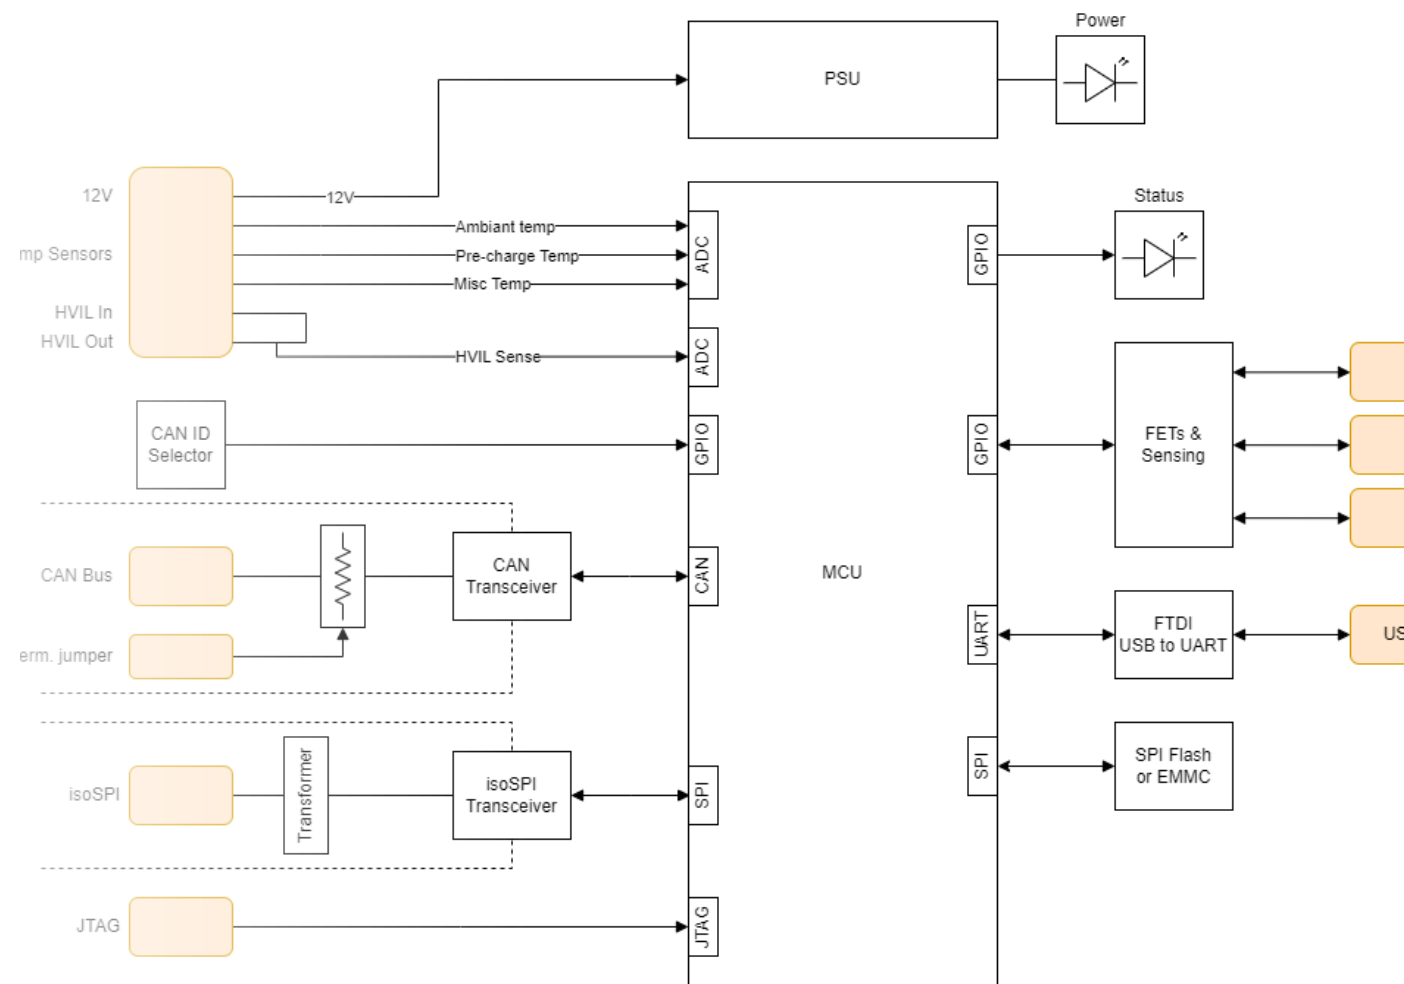 Power
PSU
12V
12V
Status
Ambiant temp
mp Sensors
Pre-charge Temp
Misc Temp
ADC
GPIO
HVIL In
HVIL Out
HVIL Sense
ADC
CAN ID
Selector
GPIO
GPIO
FETs &
Sensing
CAN Bus
CAN
Transceiver
CAN
MCU
erm. jumper
UART
FTDI
USB to UART
US
isoSPI
Transformer
isoSPI
Transceiver
SPI
SPI
SPI Flash
or EMMC
JTAG
JTAG